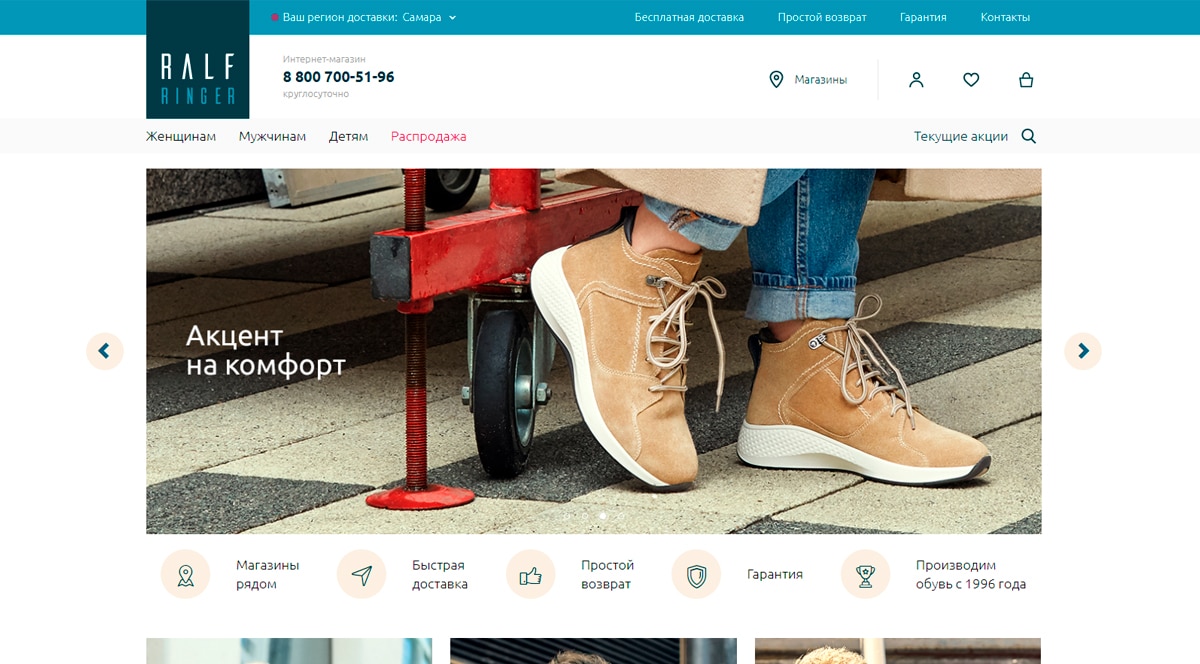 Ваш регион доставки: Самара
Бесплатная доставка
Простой возврат
Гарантия
Контакты
RALF
RINGER
Интернет-магазин
8 800 700-51-96
круглосуточно
Магазины
Женщинам
Мужчинам
Детям
Распродажа
Текущие акции
Акцент
на комфорт
Магазины
рядом
Быстрая
доставка
Простой
возврат
Гарантия
Производим
обувь с 1996 года